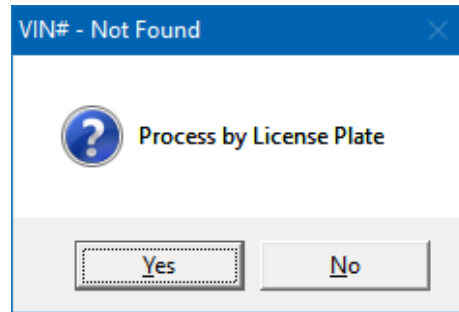 VIN# - Not Found
Process by License Plate
Yes No